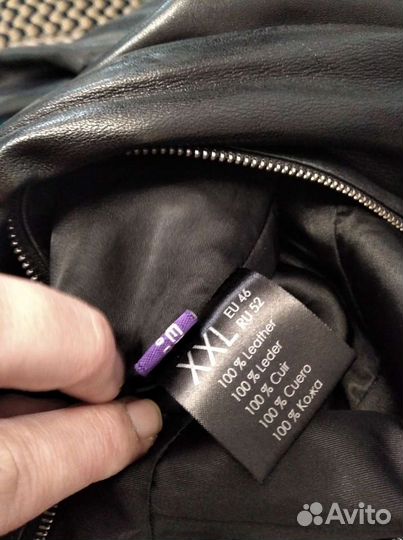 XXL
EU 46
RU 52
100% Leather
100% Leder
100% Cuir
100% Cuero
100% Кожа
Avito